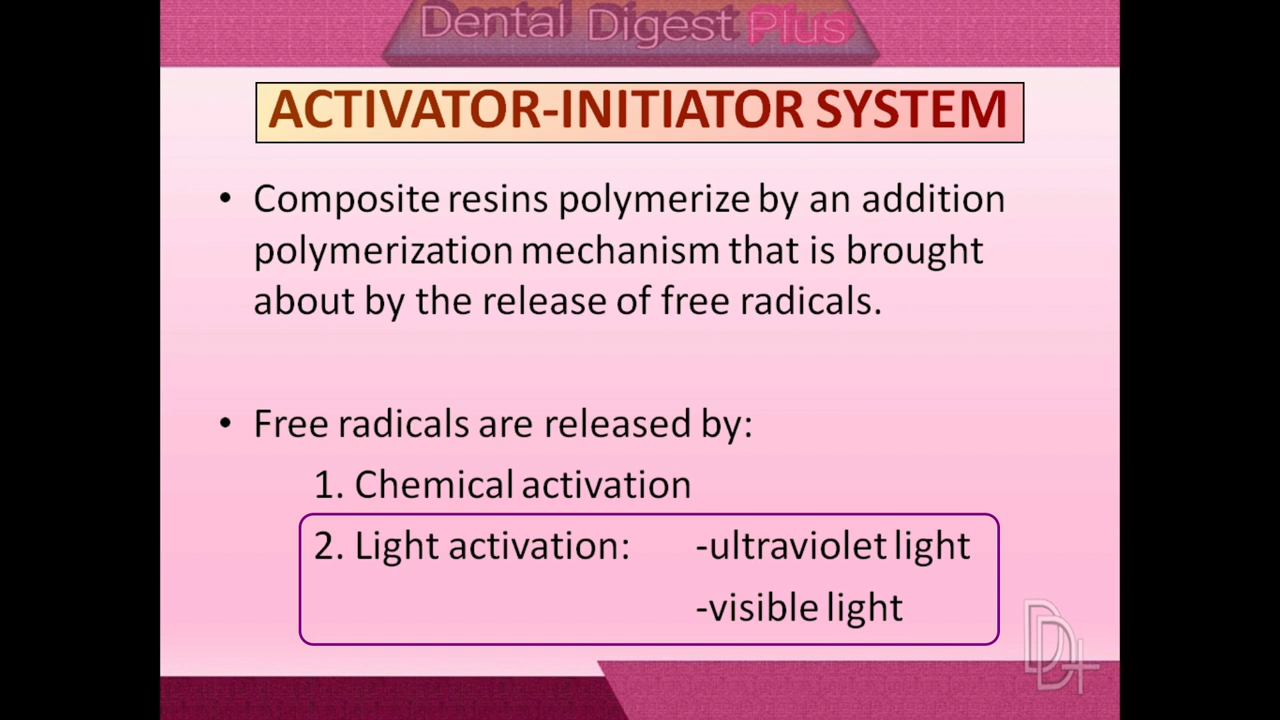 Dental Digest Plus
ACTIVATOR-INITIATOR SYSTEM
• Composite resins polymerize by an addition
polymerization mechanism that is brought
about by the release of free radicals.
• Free radicals are released by:
1. Chemical activation
2. Light activation: -ultraviolet light
-visible light
DD+